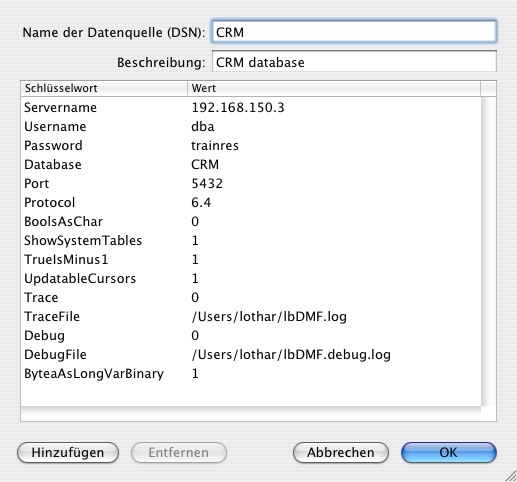 Name der Datenquelle (DSN): CRM
Beschreibung: CRM database
Schlüsselwort Wert
Servername 192.168.150.3
Username dba
Password trainres
Database CRM
Port 5432
Protocol 6.4
BoolsAsChar 0
ShowSystemTables 1
TrueIsMinus1 1
UpdatableCursors 1
Trace 0
TraceFile /Users/lothar/lbDMF.log
Debug 0
DebugFile /Users/lothar/lbDMF.debug.log
ByteaAsLongVarBinary 1
Hinzufügen Entfernen Abbrechen OK